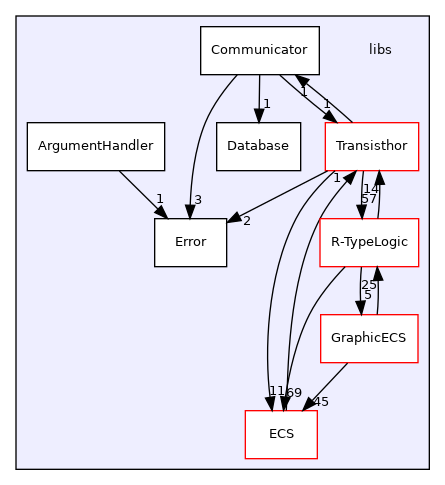 Communicator
libs
1
1
1
ArgumentHandler
Database
Transisthor
1
3
1
14
57
2
Error
R-TypeLogic
25
5
GraphicECS
11
69
45
ECS